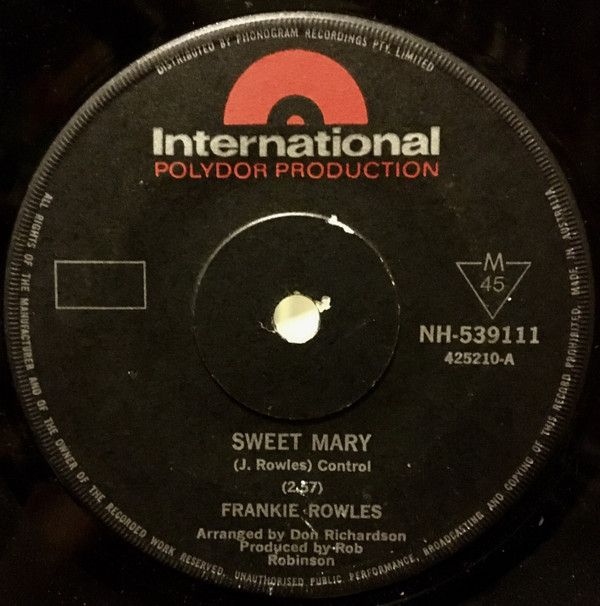 DISTRIBUTED BY PHONOGRAM RECORDINGS PTY. LIMITED
International
POLYDOR PRODUCTION
M
45
NH-539111
425210-A
SWEET MARY
(J. Rowles) Control
(2.57)
FRANKIE ROWLES
Arranged by Don Richardson
Produced by Rob
Robinson
ALL RIGHTS OF THE MANUFACTURER AND OF THE OWNER OF THE RECORDED WORK RESERVED. UNAUTHORISED PUBLIC PERFORMANCE, BROADCASTING AND COPYING OF THIS RECORD PROHIBITED. MADE IN AUSTRALIA